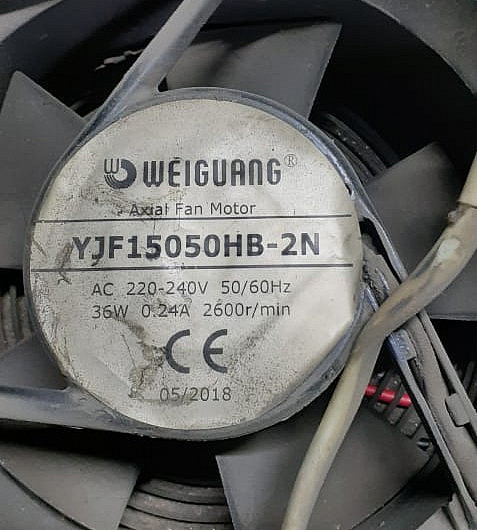 WEIGUANG®
Axial Fan Motor
YJF15050HB-2N
AC 220-240V 50/60Hz
36W 0.24A 2600r/min
CE
05/2018